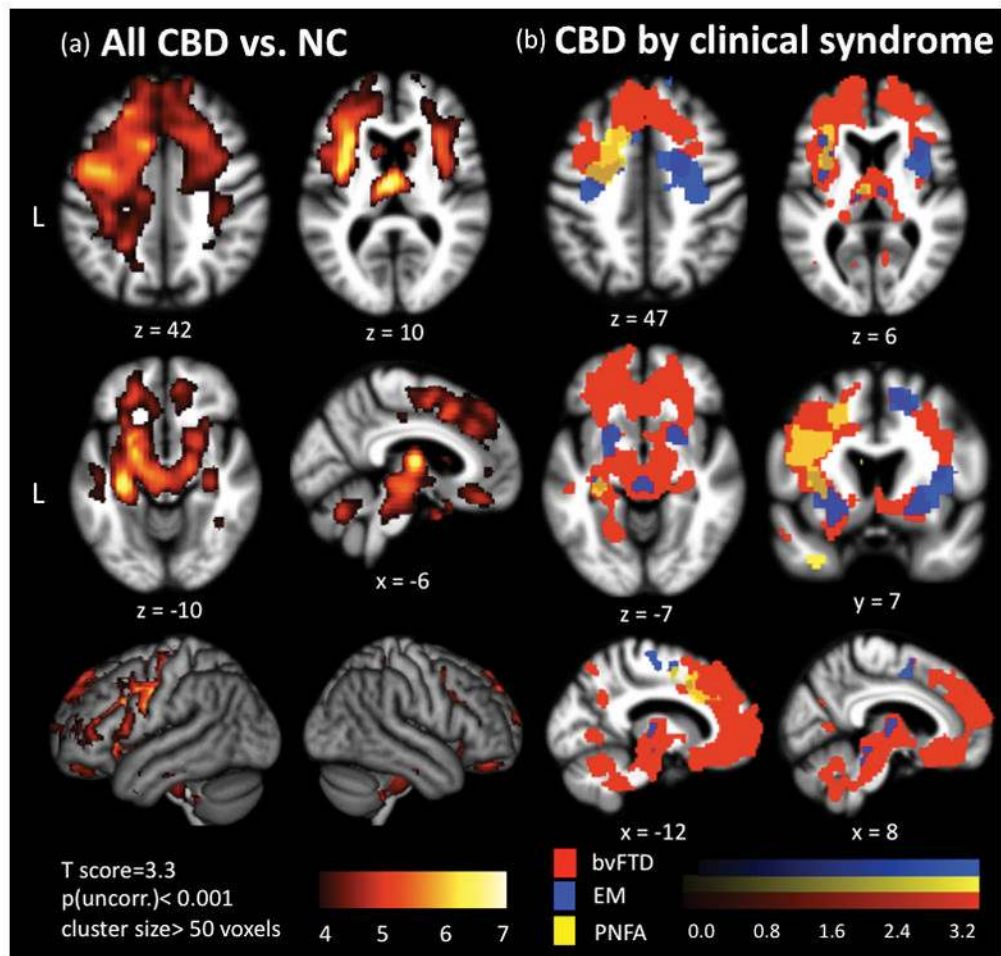 (a) All CBD vs. NC
(b) CBD by clinical syndrome
L
z = 42
z = 10
z = 47
z = 6
L
z = -10
x = -6
z = -7
y = 7
x = -12
x = 8
T score=3.3
p(uncorr.)< 0.001
cluster size> 50 voxels
4 5 6 7
bvFTD
EM
PNFA
0.0 0.8 1.6 2.4 3.2